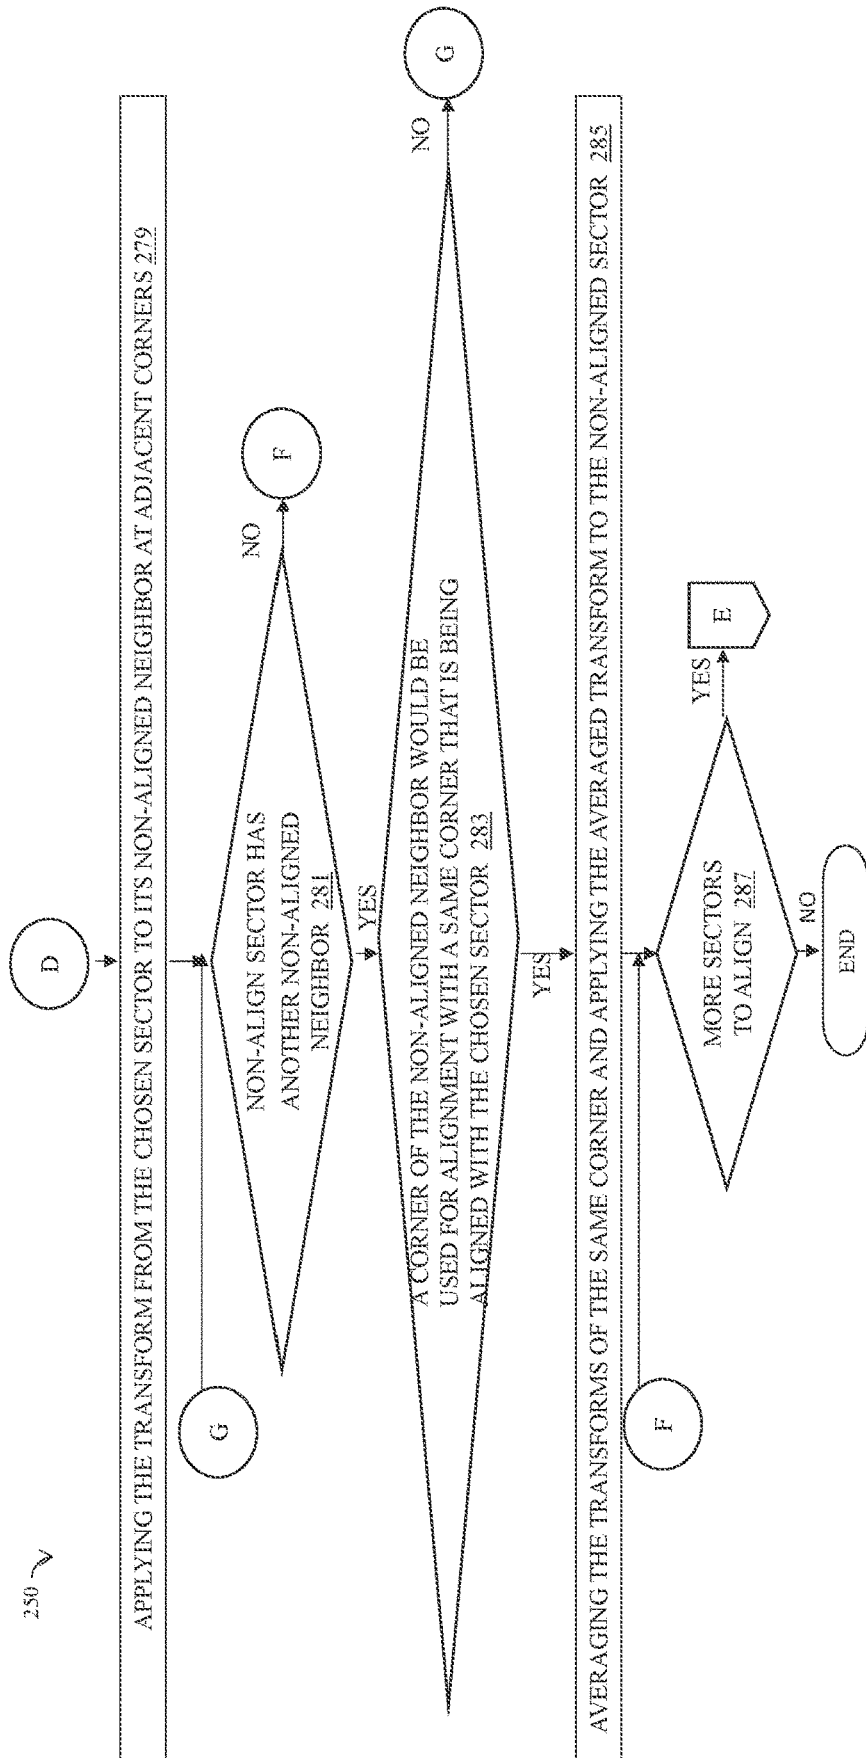 250
D
APPLYING THE TRANSFORM FROM THE CHOSEN SECTOR TO ITS NON-ALIGNED NEIGHBOR AT ADJACENT CORNERS 279
G
NON-ALIGN SECTOR HAS
ANOTHER NON-ALIGNED
NEIGHBOR 281
NO
F
YES
A CORNER OF THE NON-ALIGNED NEIGHBOR WOULD BE
USED FOR ALIGNMENT WITH A SAME CORNER THAT IS BEING
ALIGNED WITH THE CHOSEN SECTOR 283
NO
G
YES
AVERAGING THE TRANSFORMS OF THE SAME CORNER AND APPLYING THE AVERAGED TRANSFORM TO THE NON-ALIGNED SECTOR 285
F
MORE SECTORS
TO ALIGN 287
YES
E
NO
END